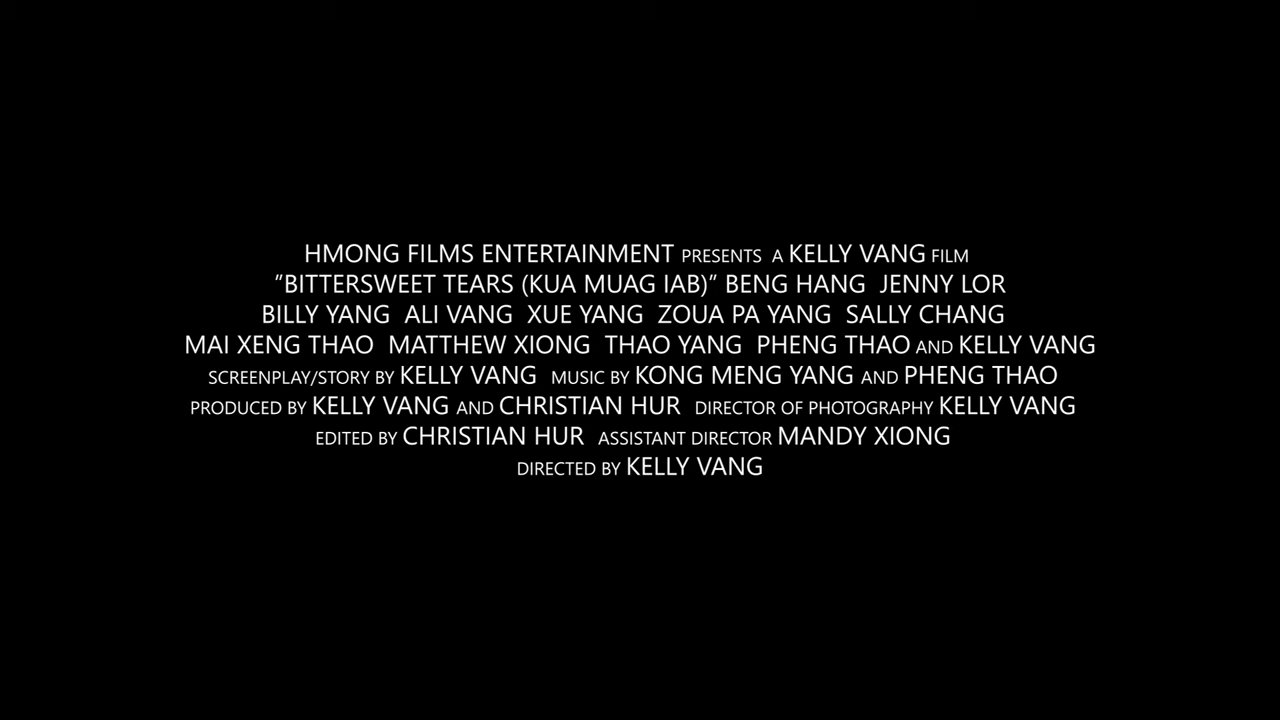 HMONG FILMS ENTERTAINMENT PRESENTS A KELLY VANG FILM
"BITTERSWEET TEARS (KUA MUAG IAB)" BENG HANG JENNY LOR
BILLY YANG ALI VANG XUE YANG ZOUA PA YANG SALLY CHANG
MAI XENG THAO MATTHEW XIONG THAO YANG PHENG THAO AND KELLY VANG
SCREENPLAY/STORY BY KELLY VANG MUSIC BY KONG MENG YANG AND PHENG THAO
PRODUCED BY KELLY VANG AND CHRISTIAN HUR DIRECTOR OF PHOTOGRAPHY KELLY VANG
EDITED BY CHRISTIAN HUR ASSISTANT DIRECTOR MANDY XIONG
DIRECTED BY KELLY VANG